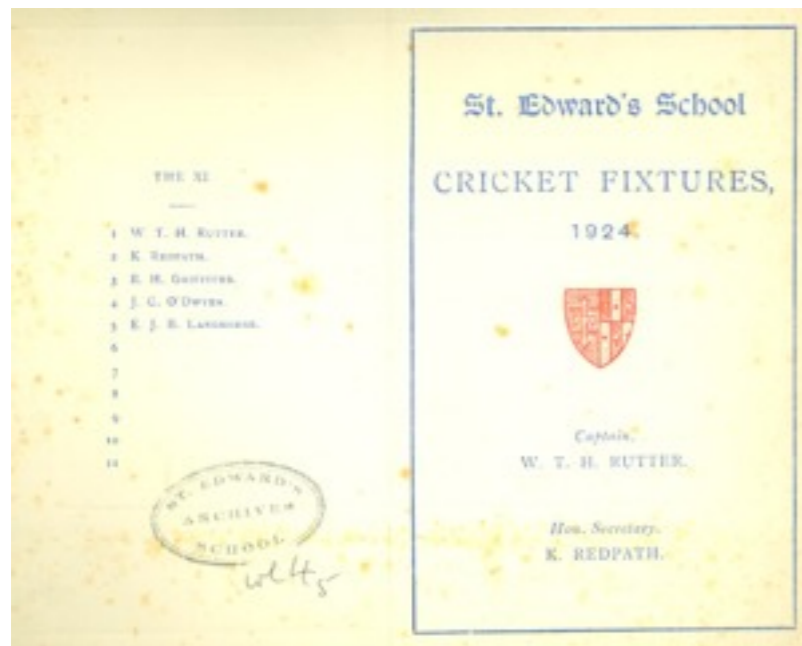 THE XI
1 W. T. H. RUTTER.
2 K. REDPATH.
3 E. H. GRIFFITHS.
4 J. C. O'DWYER.
5 E. J. B. LANGHORNE.
6
7
8
9
10
11
ST. EDWARD'S
ARCHIVES
SCHOOL
St. Edward's School
CRICKET FIXTURES,
1924.
Captain.
W. T. H. RUTTER.
Hon. Secretary.
K. REDPATH.